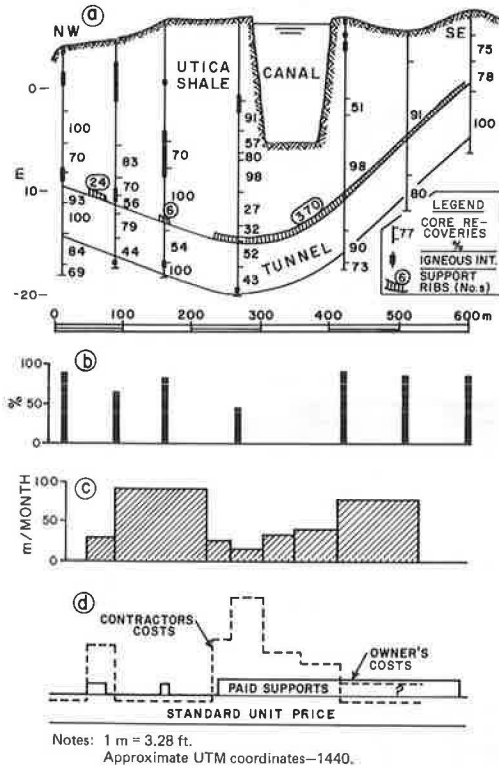 a
NW
SE
UTICA
SHALE
CANAL
75
78
100
0
m
10
-20
100
70
93
100
84
69
24
83
70
56
79
44
70
100
6
54
100
91
57
80
98
27
32
52
43
370
TUNNEL
51
98
90
73
91
80
LEGEND
CORE RE-
COVERIES
77
%
IGNEOUS INT.
6
SUPPORT
RIBS (No.s)
0 100 200 300 400 500 600 m
b
%
100
50
0
c
m/MONTH
100
50
0
d
CONTRACTORS
COSTS
OWNER'S
COSTS
PAID SUPPORTS
?
STANDARD UNIT PRICE
Notes: 1 m = 3.28 ft.
Approximate UTM coordinates—1440.